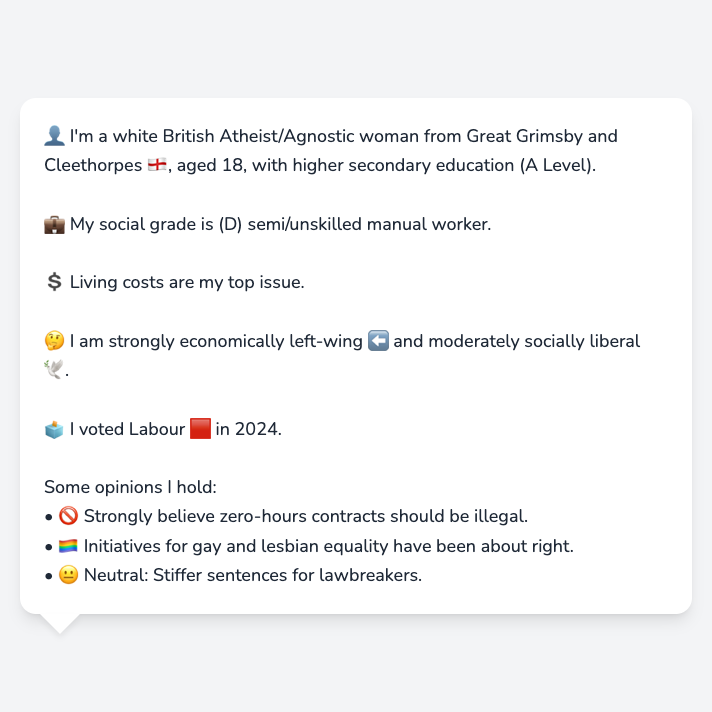 👤 I'm a white British Atheist/Agnostic woman from Great Grimsby and
Cleethorpes 🏴󠁧󠁢󠁥󠁮󠁧󠁿, aged 18, with higher secondary education (A Level).
💼 My social grade is (D) semi/unskilled manual worker.
💲 Living costs are my top issue.
🤔 I am strongly economically left-wing ⬅️ and moderately socially liberal
🕊️.
🗳️ I voted Labour 🟥 in 2024.
Some opinions I hold:
• 🚫 Strongly believe zero-hours contracts should be illegal.
• 🏳️‍🌈 Initiatives for gay and lesbian equality have been about right.
• 😐 Neutral: Stiffer sentences for lawbreakers.